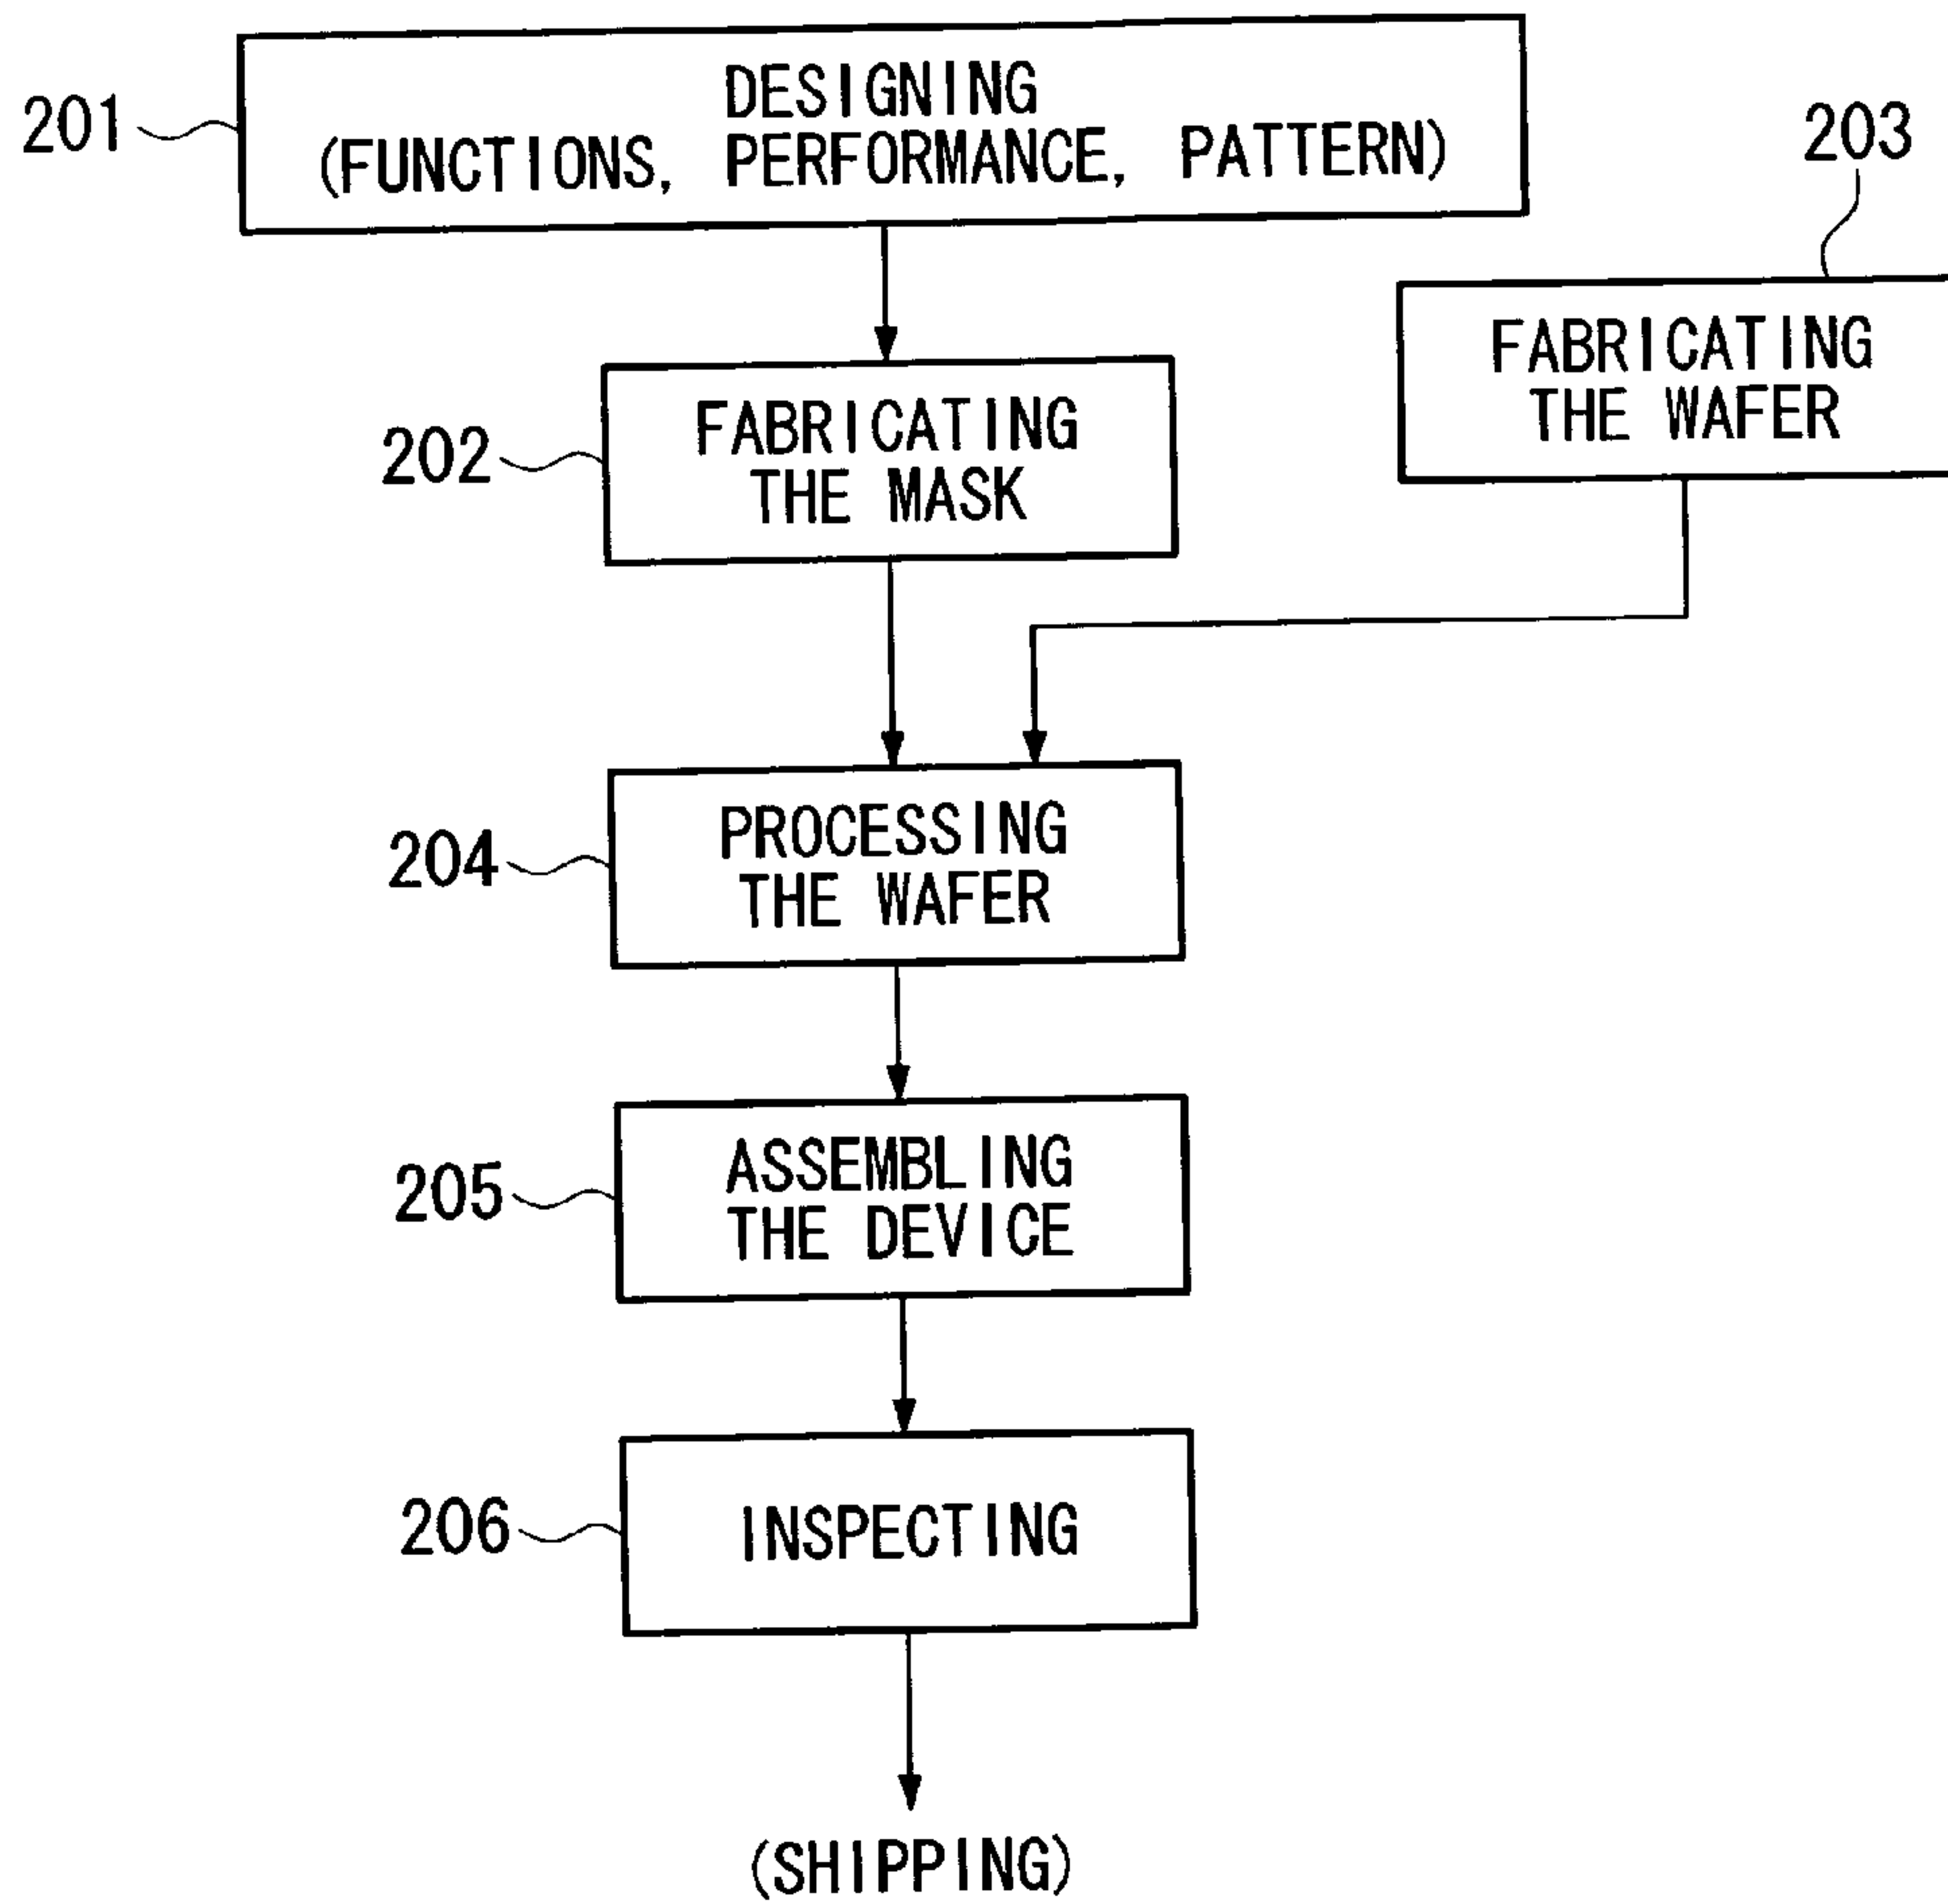 201
DESIGNING
(FUNCTIONS, PERFORMANCE, PATTERN)
203
FABRICATING
THE WAFER
202
FABRICATING
THE MASK
204
PROCESSING
THE WAFER
205
ASSEMBLING
THE DEVICE
206
INSPECTING
(SHIPPING)